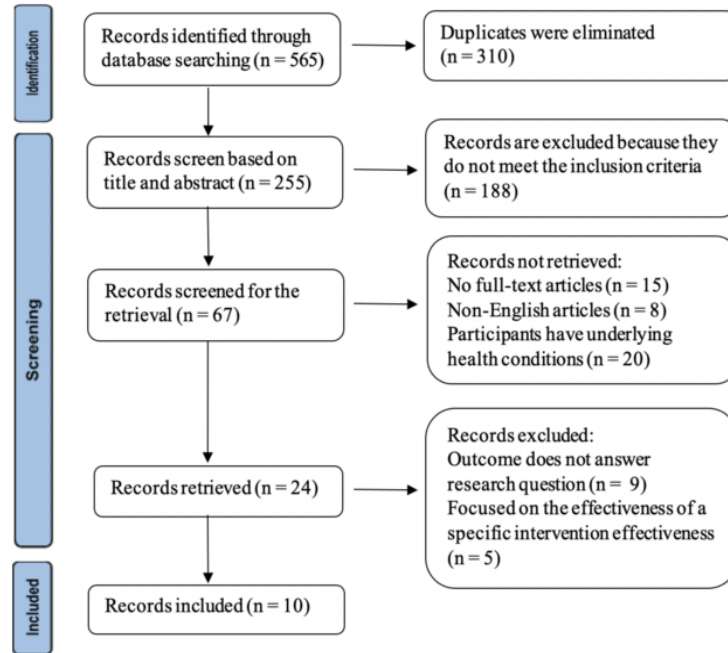 Identification
Records identified through
database searching (n = 565)
Duplicates were eliminated
(n = 310)
Screening
Records screen based on
title and abstract (n = 255)
Records are excluded because they
do not meet the inclusion criteria
(n = 188)
Records screened for the
retrieval (n = 67)
Records not retrieved:
No full-text articles (n = 15)
Non-English articles (n = 8)
Participants have underlying
health conditions (n = 20)
Records retrieved (n = 24)
Records excluded:
Outcome does not answer
research question (n =  9)
Focused on the effectiveness of a
specific intervention effectiveness
(n = 5)
Included
Records included (n = 10)